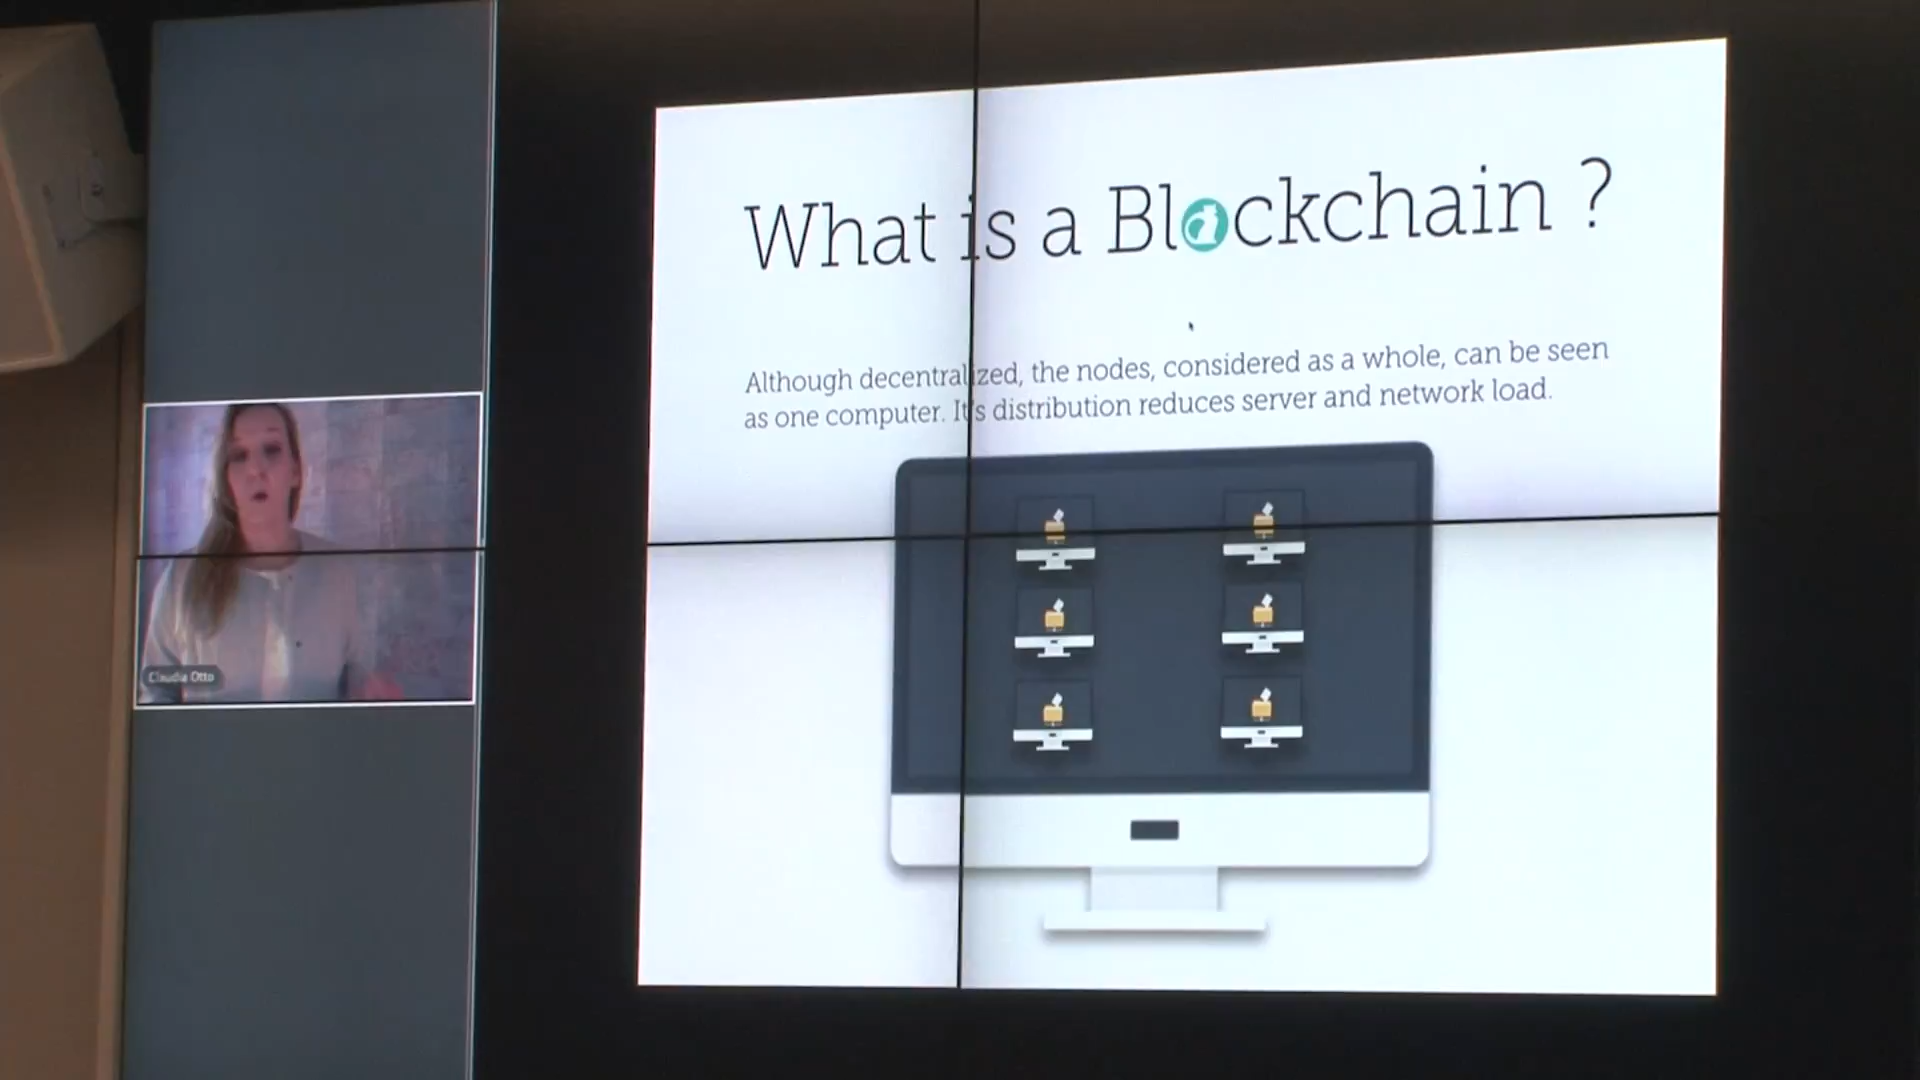 What is a Blockchain ?
Although decentralized, the nodes, considered as a whole, can be seen
as one computer. It's distribution reduces server and network load.
Claudia Otto